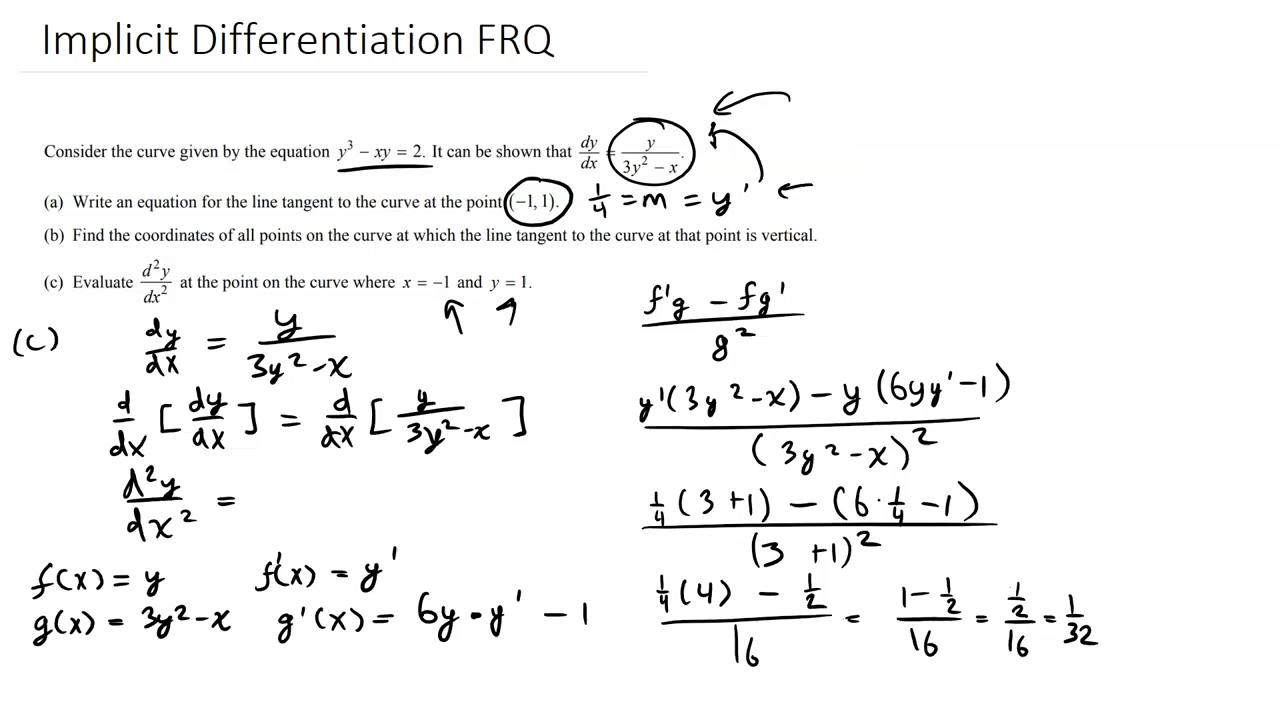 Implicit Differentiation FRQ
Consider the curve given by the equation y³ − xy = 2. It can be shown that dy/dx = y/(3y² − x).
(a) Write an equation for the line tangent to the curve at the point (−1, 1). 1/4 = m = y'
(b) Find the coordinates of all points on the curve at which the line tangent to the curve at that point is vertical.
(c) Evaluate d²y/dx² at the point on the curve where x = −1 and y = 1.
(c) dy/dx = y/(3y² − x)
d/dx [dy/dx] = d/dx [y/(3y² − x)]
d²y/dx² =
f(x) = y f'(x) = y'
g(x) = 3y² − x g'(x) = 6y · y' − 1
(f'g − fg')/g²
(y'(3y² − x) − y(6yy' − 1))/(3y² − x)²
(1/4(3 + 1) − (6 · 1/4 − 1))/(3 + 1)²
(1/4(4) − 1/2)/16 = (1 − 1/2)/16 = (1/2)/16 = 1/32